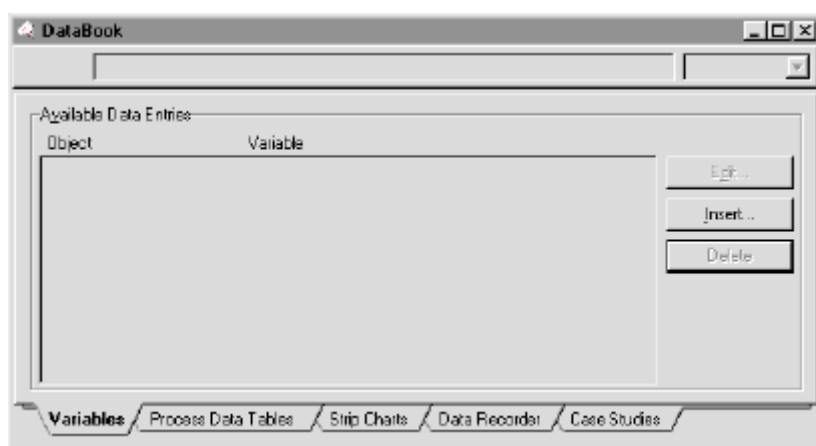 DataBook
Available Data Entries
Object Variable
Edit...
Insert...
Delete
Variables Process Data Tables Strip Charts Data Recorder Case Studies